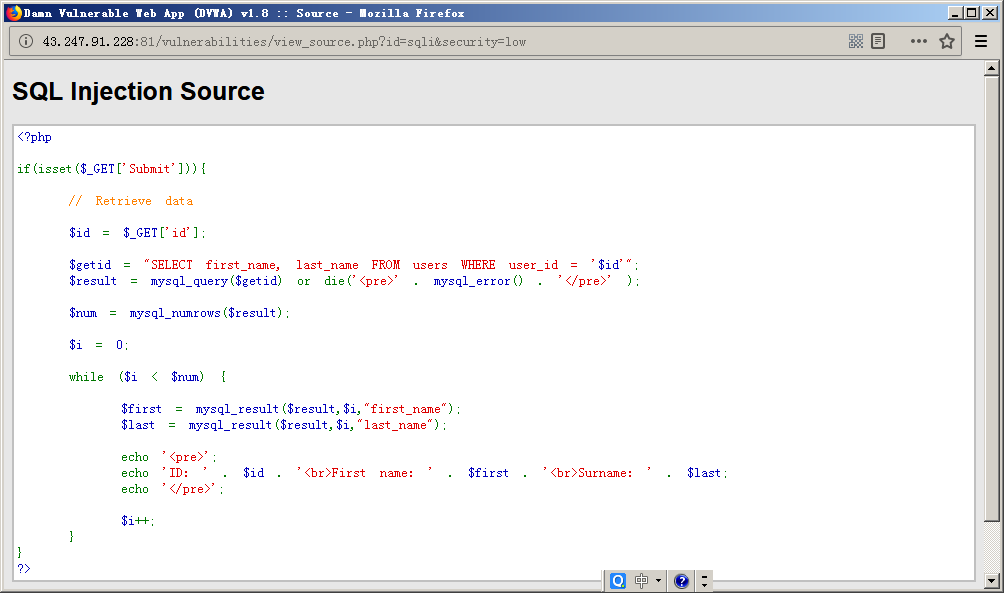 Damn Vulnerable Web App (DVWA) v1.8 :: Source - Mozilla Firefox
43.247.91.228:81/vulnerabilities/view_source.php?id=sqli&security=low
SQL Injection Source
<?php
if(isset($_GET['Submit'])){
// Retrieve data
$id = $_GET['id'];
$getid = "SELECT first_name, last_name FROM users WHERE user_id = '$id'";
$result = mysql_query($getid) or die('<pre>' . mysql_error() . '</pre>' );
$num = mysql_numrows($result);
$i = 0;
while ($i < $num) {
$first = mysql_result($result,$i,"first_name");
$last = mysql_result($result,$i,"last_name");
echo '<pre>';
echo 'ID: ' . $id . '<br>First name: ' . $first . '<br>Surname: ' . $last;
echo '</pre>';
$i++;
}
}
?>
中